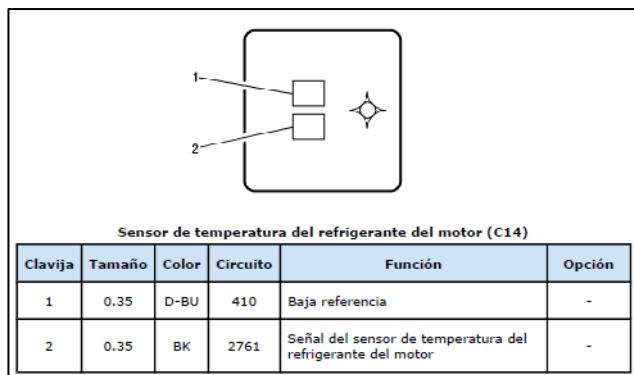 1
2
Sensor de temperatura del refrigerante del motor (C14)
Clavija Tamaño Color Circuito Función Opción
1 0.35 D-BU 410 Baja referencia -
2 0.35 BK 2761 Señal del sensor de temperatura del
refrigerante del motor -